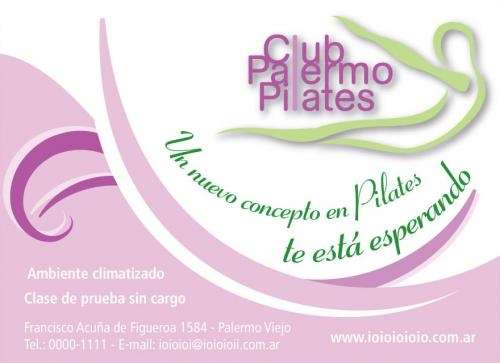 Club
Palermo
Pilates
Un nuevo concepto en Pilates
te está esperando
Ambiente climatizado
Clase de prueba sin cargo
Francisco Acuña de Figueroa 1584 - Palermo Viejo
Tel.: 0000-1111 - E-mail: ioioioi@ioioioii.com.ar
www.ioioioioio.com.ar